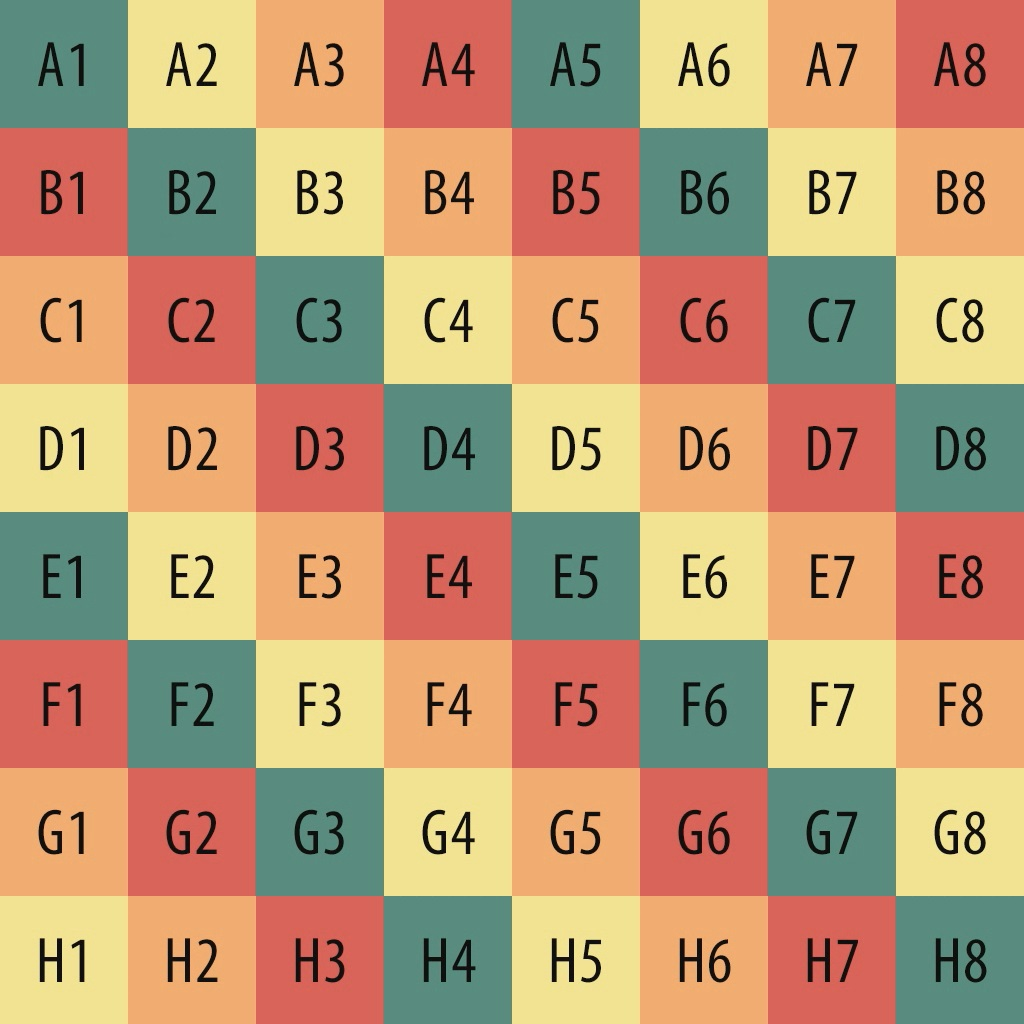 A1 A2 A3 A4 A5 A6 A7 A8
B1 B2 B3 B4 B5 B6 B7 B8
C1 C2 C3 C4 C5 C6 C7 C8
D1 D2 D3 D4 D5 D6 D7 D8
E1 E2 E3 E4 E5 E6 E7 E8
F1 F2 F3 F4 F5 F6 F7 F8
G1 G2 G3 G4 G5 G6 G7 G8
H1 H2 H3 H4 H5 H6 H7 H8